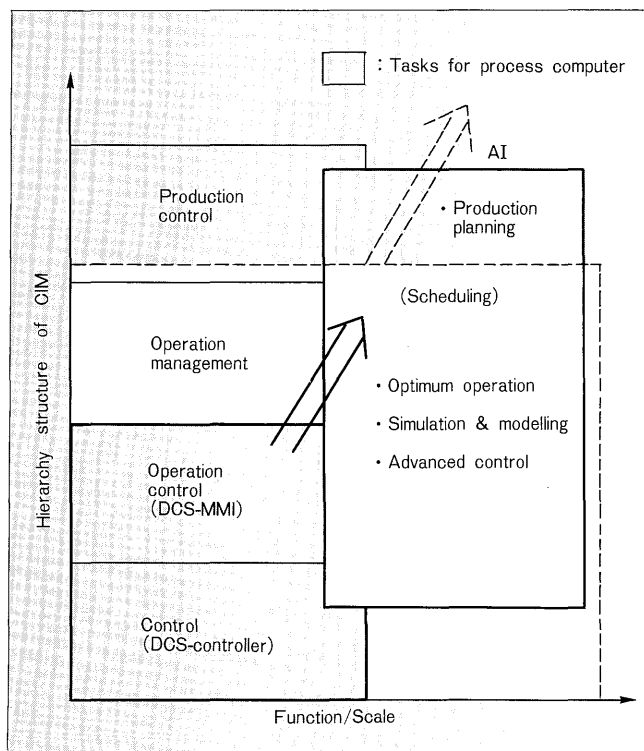 : Tasks for process computer
AI
Production
control
・Production
planning
(Scheduling)
Operation
management
・Optimum operation
・Simulation & modelling
・Advanced control
Operation
control
(DCS-MMI)
Control
(DCS-controller)
Hierarchy structure of CIM
Function/Scale